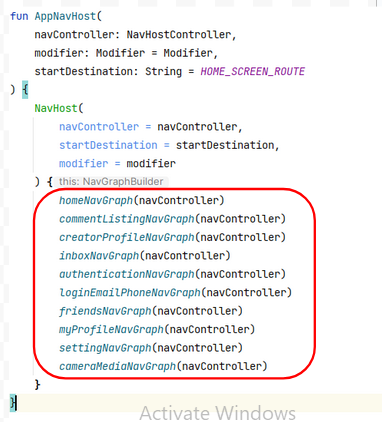 fun AppNavHost(
navController: NavHostController,
modifier: Modifier = Modifier,
startDestination: String = HOME_SCREEN_ROUTE
) {
NavHost(
navController = navController,
startDestination = startDestination,
modifier = modifier
) { this: NavGraphBuilder
homeNavGraph(navController)
commentListingNavGraph(navController)
creatorProfileNavGraph(navController)
inboxNavGraph(navController)
authenticationNavGraph(navController)
loginEmailPhoneNavGraph(navController)
friendsNavGraph(navController)
myProfileNavGraph(navController)
settingNavGraph(navController)
cameraMediaNavGraph(navController)
}
}
Activate Windows